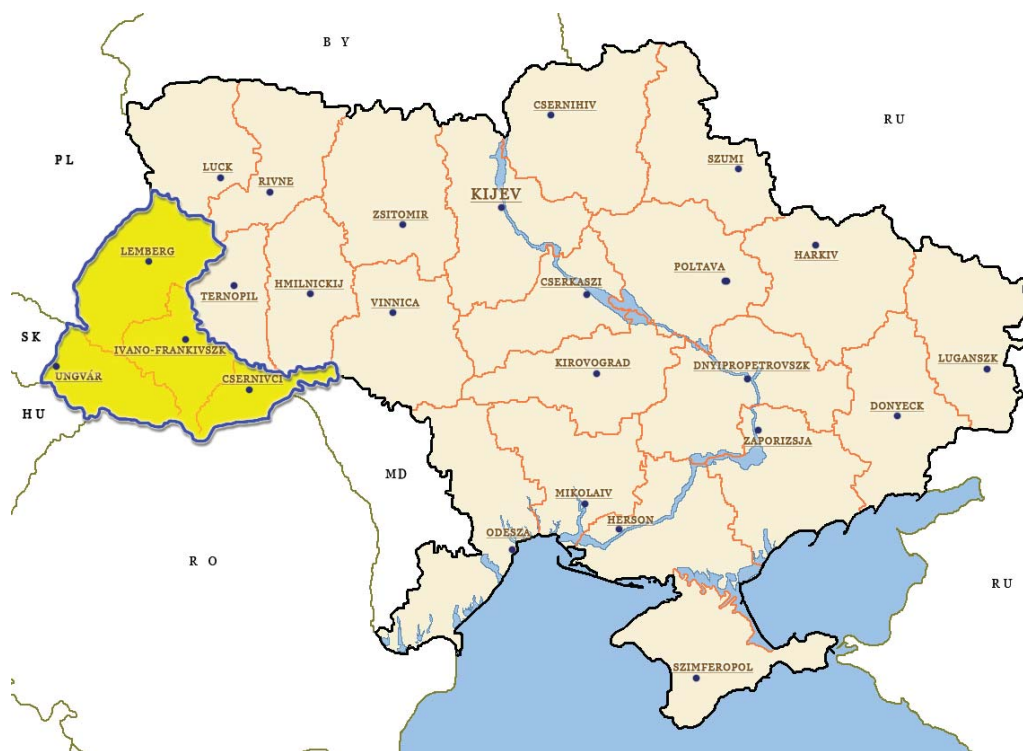 B Y
CSERNIHIV
R U
P L
SZUMI
LUCK
RIVNE
KIJEV
ZSITOMIR
LEMBERG
HARKIV
POLTAVA
TERNOPIL
HMILNICKIJ
CSERKASZI
VINNICA
S K
IVANO-FRANKIVSZK
KIROVOGRAD
DNYIPROPETROVSZK
LUGANSZK
UNGVÁR
CSERNIVCI
H U
DONYECK
ZAPORIZSJA
M D
MIKOLAIV
HERSON
ODESZA
R O
R U
SZIMFEROPOL